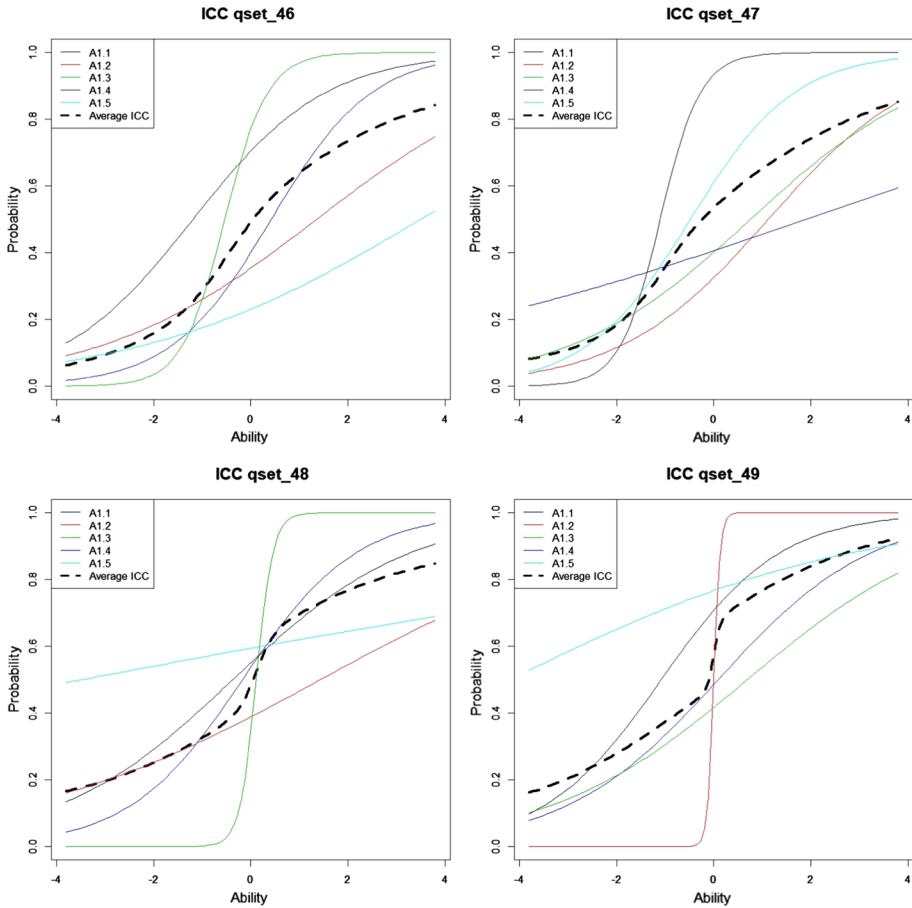 ICC qset_46
A1.1
A1.2
A1.3
A1.4
A1.5
Average ICC
Probability
0.0
0.2
0.4
0.6
0.8
1.0
-4
-2
0
2
4
Ability
ICC qset_47
A1.1
A1.2
A1.3
A1.4
A1.5
Average ICC
Probability
0.0
0.2
0.4
0.6
0.8
1.0
-4
-2
0
2
4
Ability
ICC qset_48
A1.1
A1.2
A1.3
A1.4
A1.5
Average ICC
Probability
0.0
0.2
0.4
0.6
0.8
1.0
-4
-2
0
2
4
Ability
ICC qset_49
A1.1
A1.2
A1.3
A1.4
A1.5
Average ICC
Probability
0.0
0.2
0.4
0.6
0.8
1.0
-4
-2
0
2
4
Ability